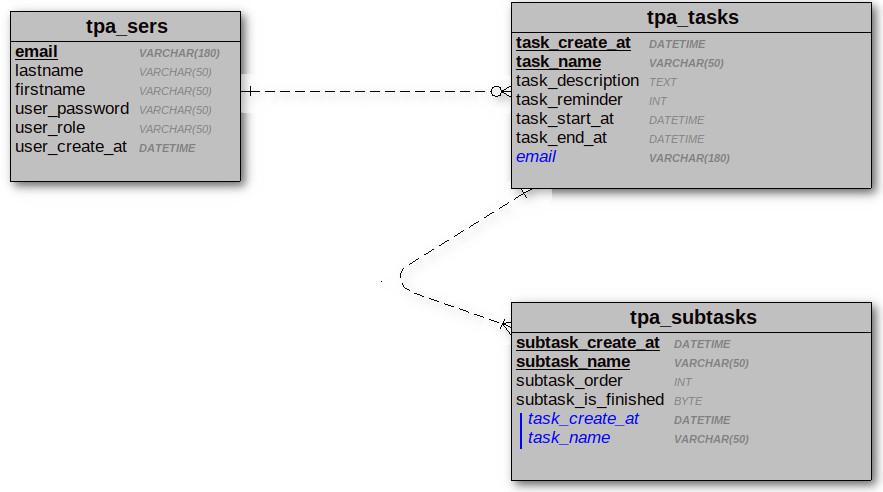 tpa_sers
email VARCHAR(180)
lastname VARCHAR(50)
firstname VARCHAR(50)
user_password VARCHAR(50)
user_role VARCHAR(50)
user_create_at DATETIME
tpa_tasks
task_create_at DATETIME
task_name VARCHAR(50)
task_description TEXT
task_reminder INT
task_start_at DATETIME
task_end_at DATETIME
email VARCHAR(180)
tpa_subtasks
subtask_create_at DATETIME
subtask_name VARCHAR(50)
subtask_order INT
subtask_is_finished BYTE
task_create_at DATETIME
task_name VARCHAR(50)